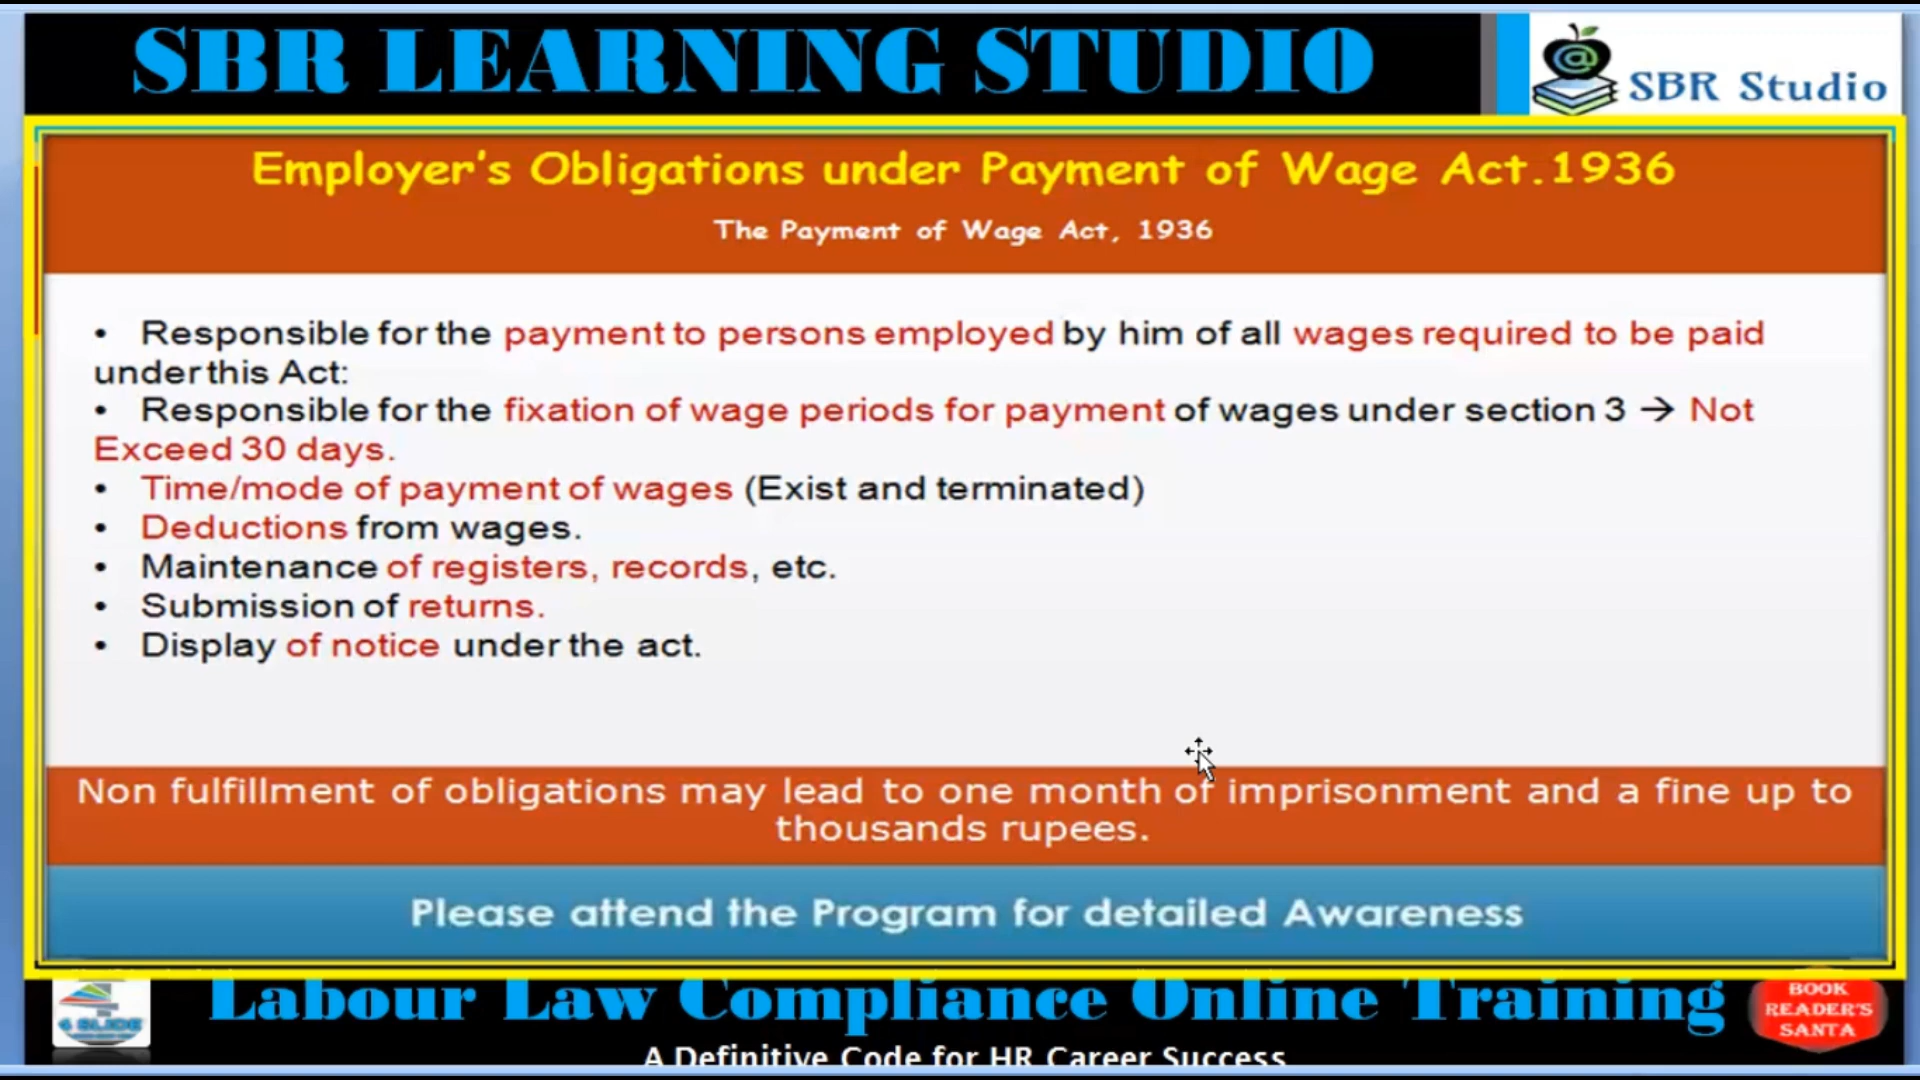 SBR LEARNING STUDIO
@
SBR Studio
Employer's Obligations under Payment of Wage Act.1936
The Payment of Wage Act, 1936
• Responsible for the payment to persons employed by him of all wages required to be paid
under this Act:
• Responsible for the fixation of wage periods for payment of wages under section 3 → Not
Exceed 30 days.
• Time/mode of payment of wages (Exist and terminated)
• Deductions from wages.
• Maintenance of registers, records, etc.
• Submission of returns.
• Display of notice under the act.
Non fulfillment of obligations may lead to one month of imprisonment and a fine up to
thousands rupees.
Please attend the Program for detailed Awareness
4 SLIDE
Labour Law Compliance Online Training
BOOK
READER'S
SANTA
A Definitive Code for HR Career Success